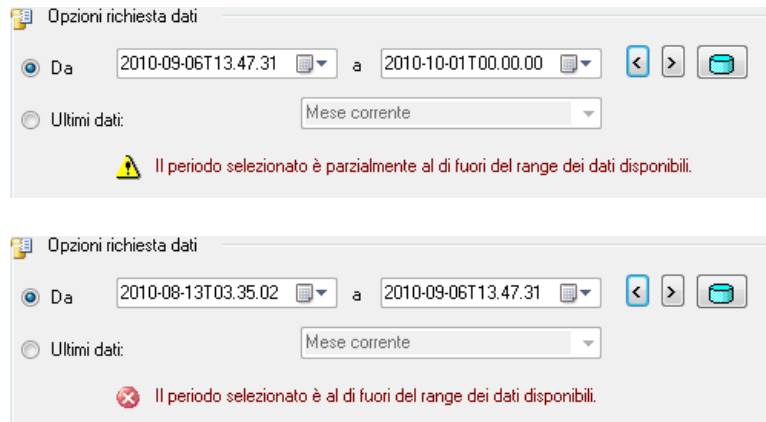 Opzioni richiesta dati
Da 2010-09-06T13.47.31 a 2010-10-01T00.00.00 < >
Ultimi dati: Mese corrente
Il periodo selezionato è parzialmente al di fuori del range dei dati disponibili.
Opzioni richiesta dati
Da 2010-08-13T03.35.02 a 2010-09-06T13.47.31 < >
Ultimi dati: Mese corrente
Il periodo selezionato è al di fuori del range dei dati disponibili.